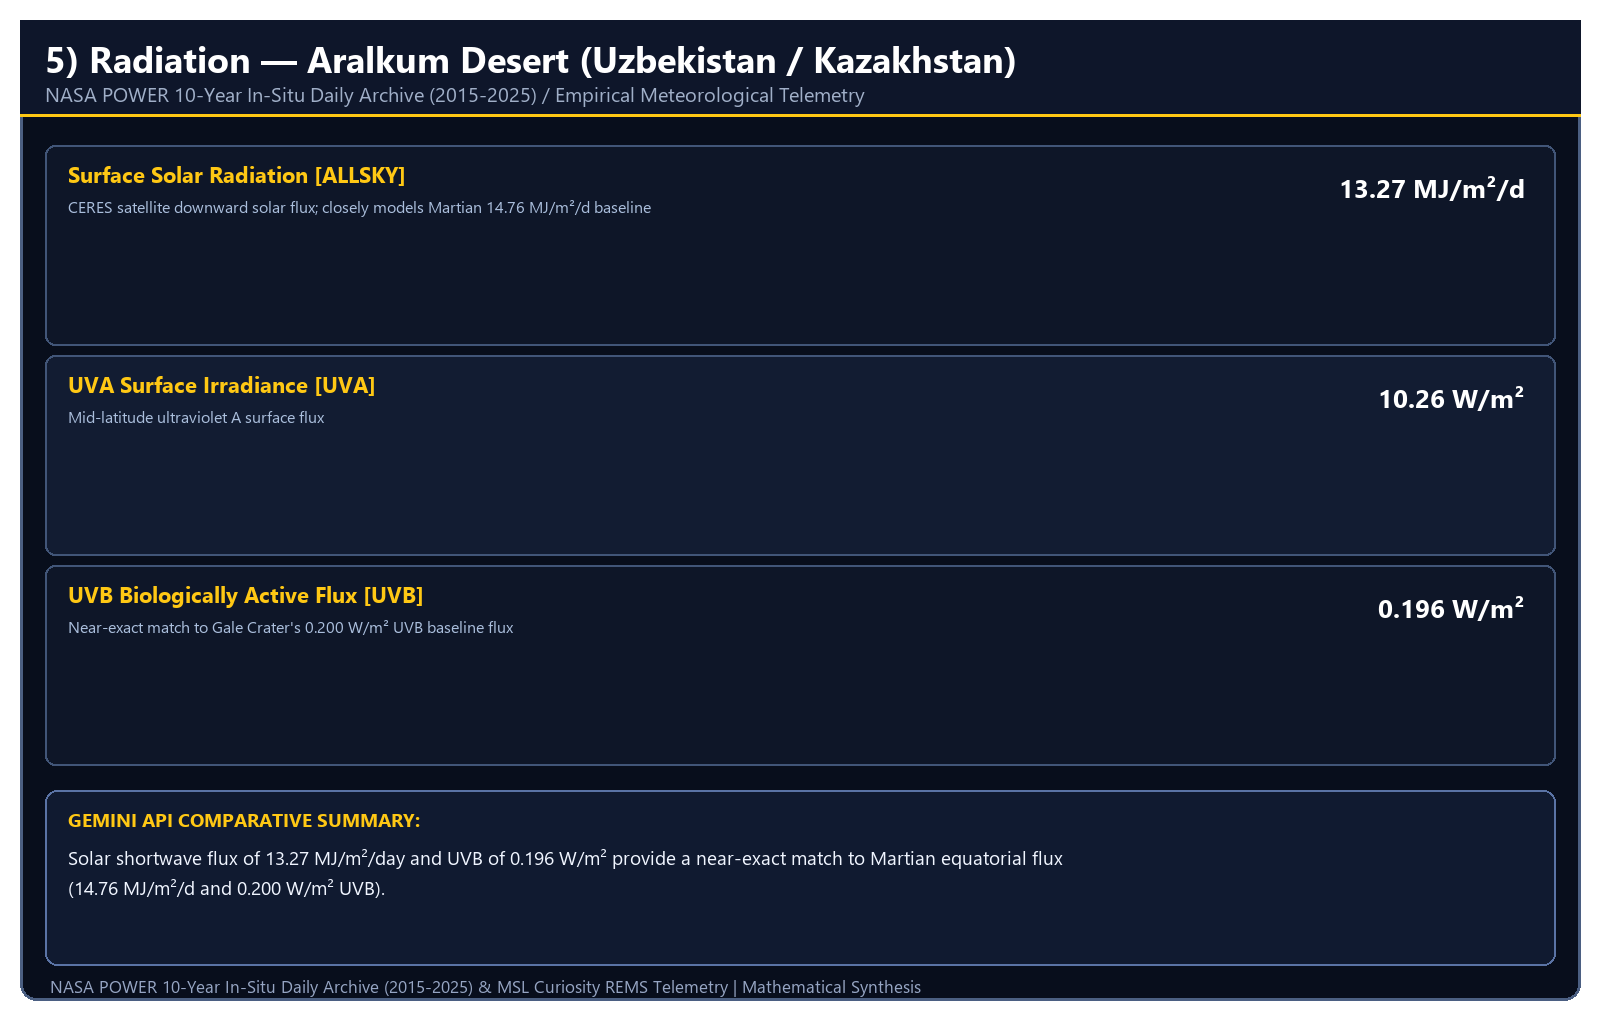 5) Radiation — Aralkum Desert (Uzbekistan / Kazakhstan)
NASA POWER 10-Year In-Situ Daily Archive (2015-2025) / Empirical Meteorological Telemetry
Surface Solar Radiation [ALLSKY]
13.27 MJ/m²/d
CERES satellite downward solar flux; closely models Martian 14.76 MJ/m²/d baseline
UVA Surface Irradiance [UVA]
10.26 W/m²
Mid-latitude ultraviolet A surface flux
UVB Biologically Active Flux [UVB]
0.196 W/m²
Near-exact match to Gale Crater's 0.200 W/m² UVB baseline flux
GEMINI API COMPARATIVE SUMMARY:
Solar shortwave flux of 13.27 MJ/m²/day and UVB of 0.196 W/m² provide a near-exact match to Martian equatorial flux
(14.76 MJ/m²/d and 0.200 W/m² UVB).
NASA POWER 10-Year In-Situ Daily Archive (2015-2025) & MSL Curiosity REMS Telemetry | Mathematical Synthesis